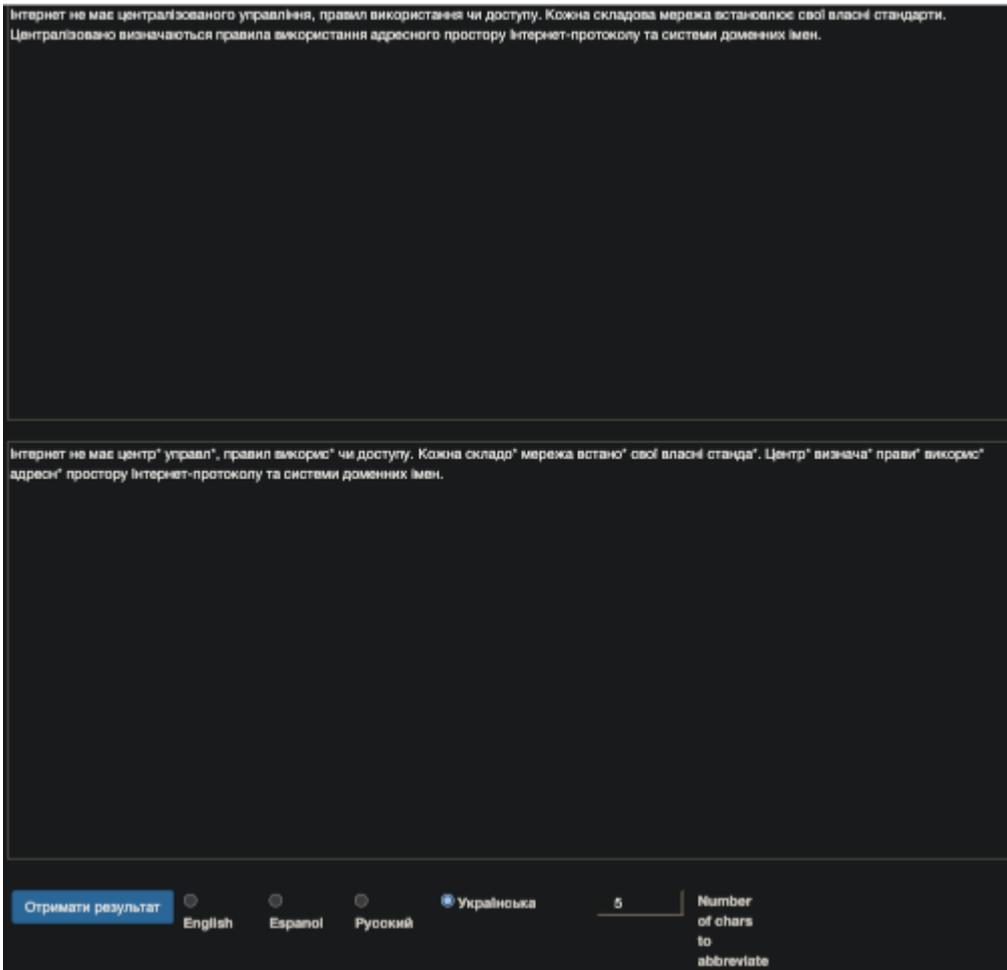 Інтернет не має централізованого управління, правил використання чи доступу. Кожна складова мережа встановлює свої власні стандарти.
Централізовано визначаються правила використання адресного простору Інтернет-протоколу та системи доменних імен.
Інтернет не має центр* управл*, правил викорис* чи доступу. Кожна складо* мережа встано* свої власні станда*. Центр* визнача* прави* викорис*
адресн* простору Інтернет-протоколу та системи доменних імен.
Отримати результат
English
Espanol
Русский
Українська
5
Number
of chars
to
abbreviate